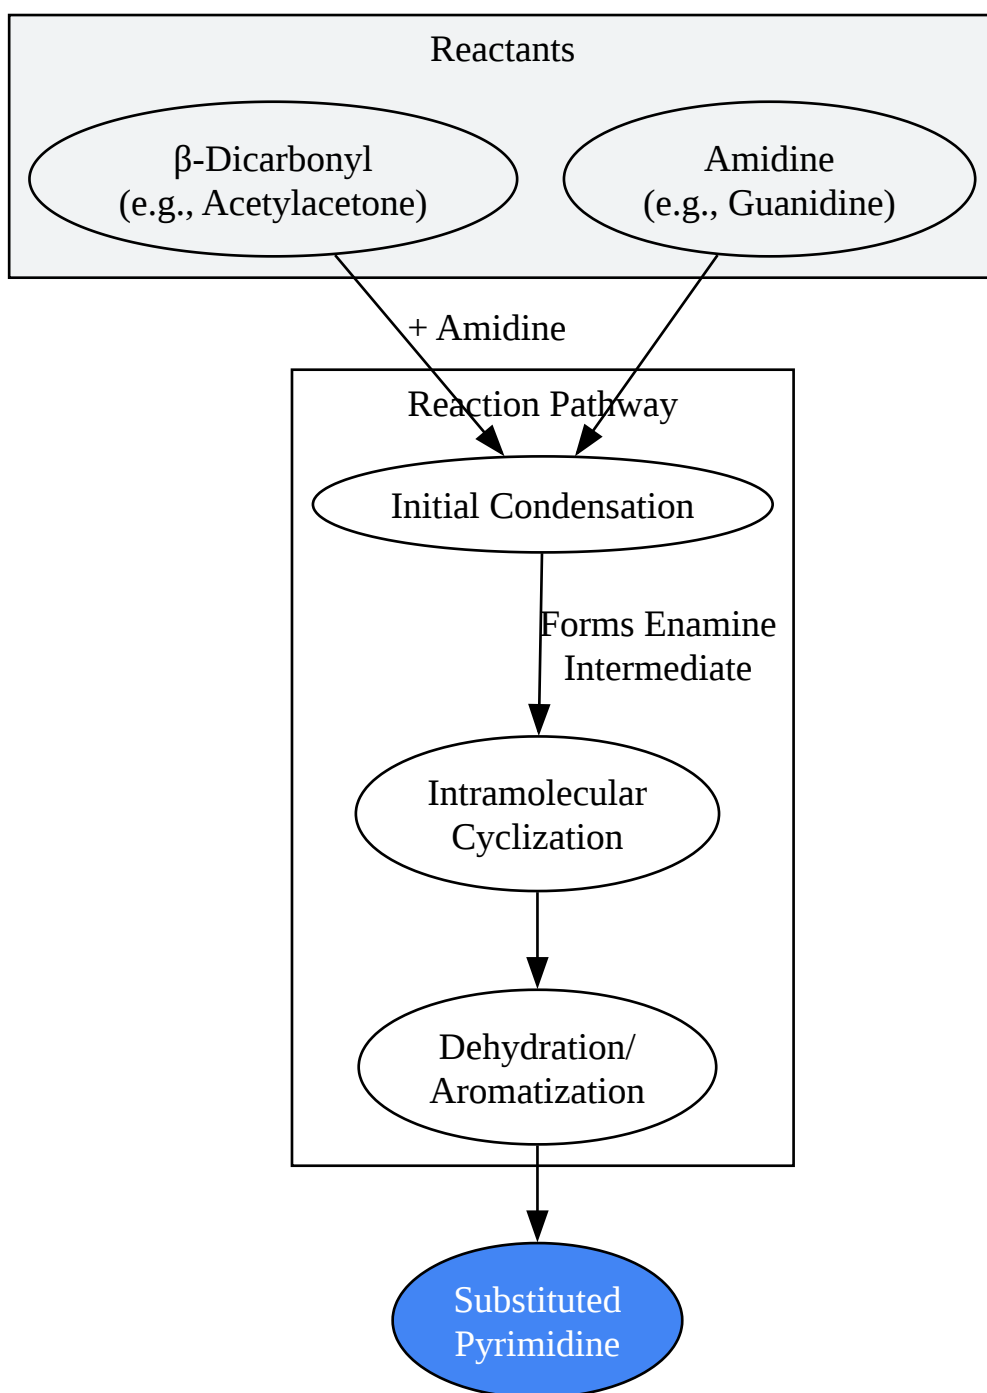 Reactants
β-Dicarbonyl
(e.g., Acetylacetone)
Amidine
(e.g., Guanidine)
+ Amidine
Reaction Pathway
Initial Condensation
Forms Enamine
Intermediate
Intramolecular
Cyclization
Dehydration/
Aromatization
Substituted
Pyrimidine